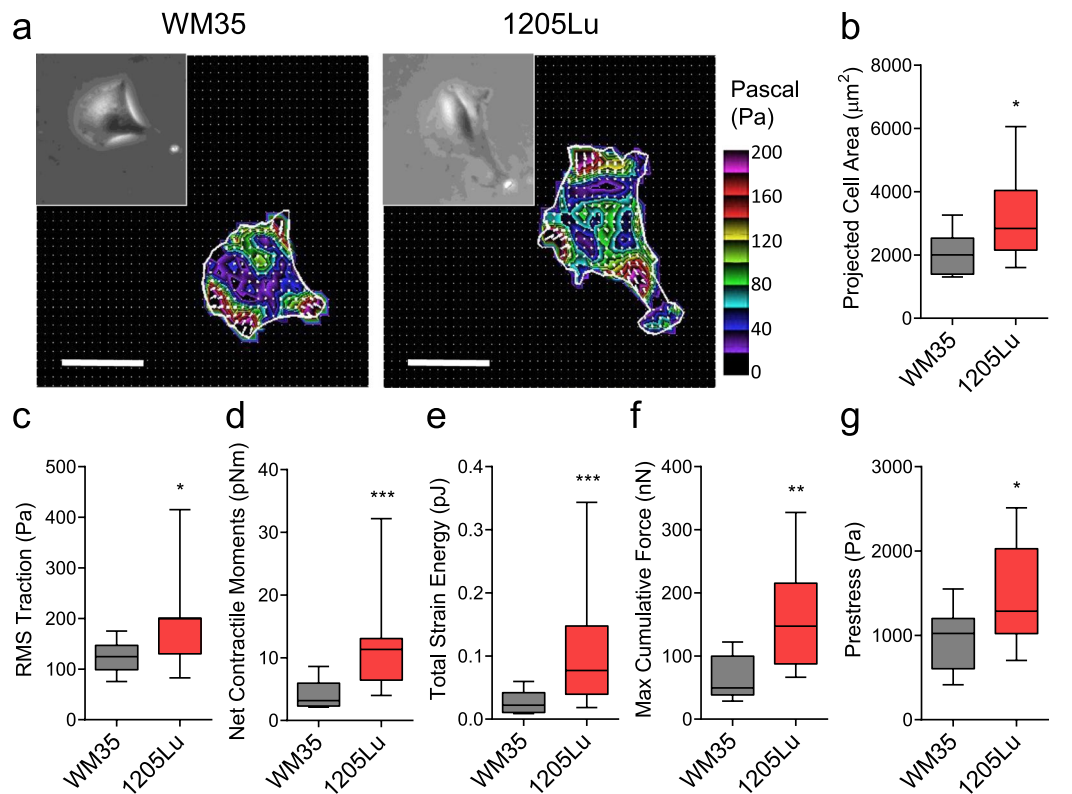 a
WM35
1205Lu
Pascal
(Pa)
200
160
120
80
40
0
b
Projected Cell Area (μm²)
8000
6000
4000
2000
0
*
WM35
1205Lu
c
RMS Traction (Pa)
500
400
300
200
100
0
*
WM35
1205Lu
d
Net Contractile Moments (pNm)
40
30
20
10
0
***
WM35
1205Lu
e
Total Strain Energy (pJ)
0.4
0.3
0.2
0.1
0.0
***
WM35
1205Lu
f
Max Cumulative Force (nN)
400
300
200
100
0
**
WM35
1205Lu
g
Prestress (Pa)
3000
2000
1000
0
*
WM35
1205Lu